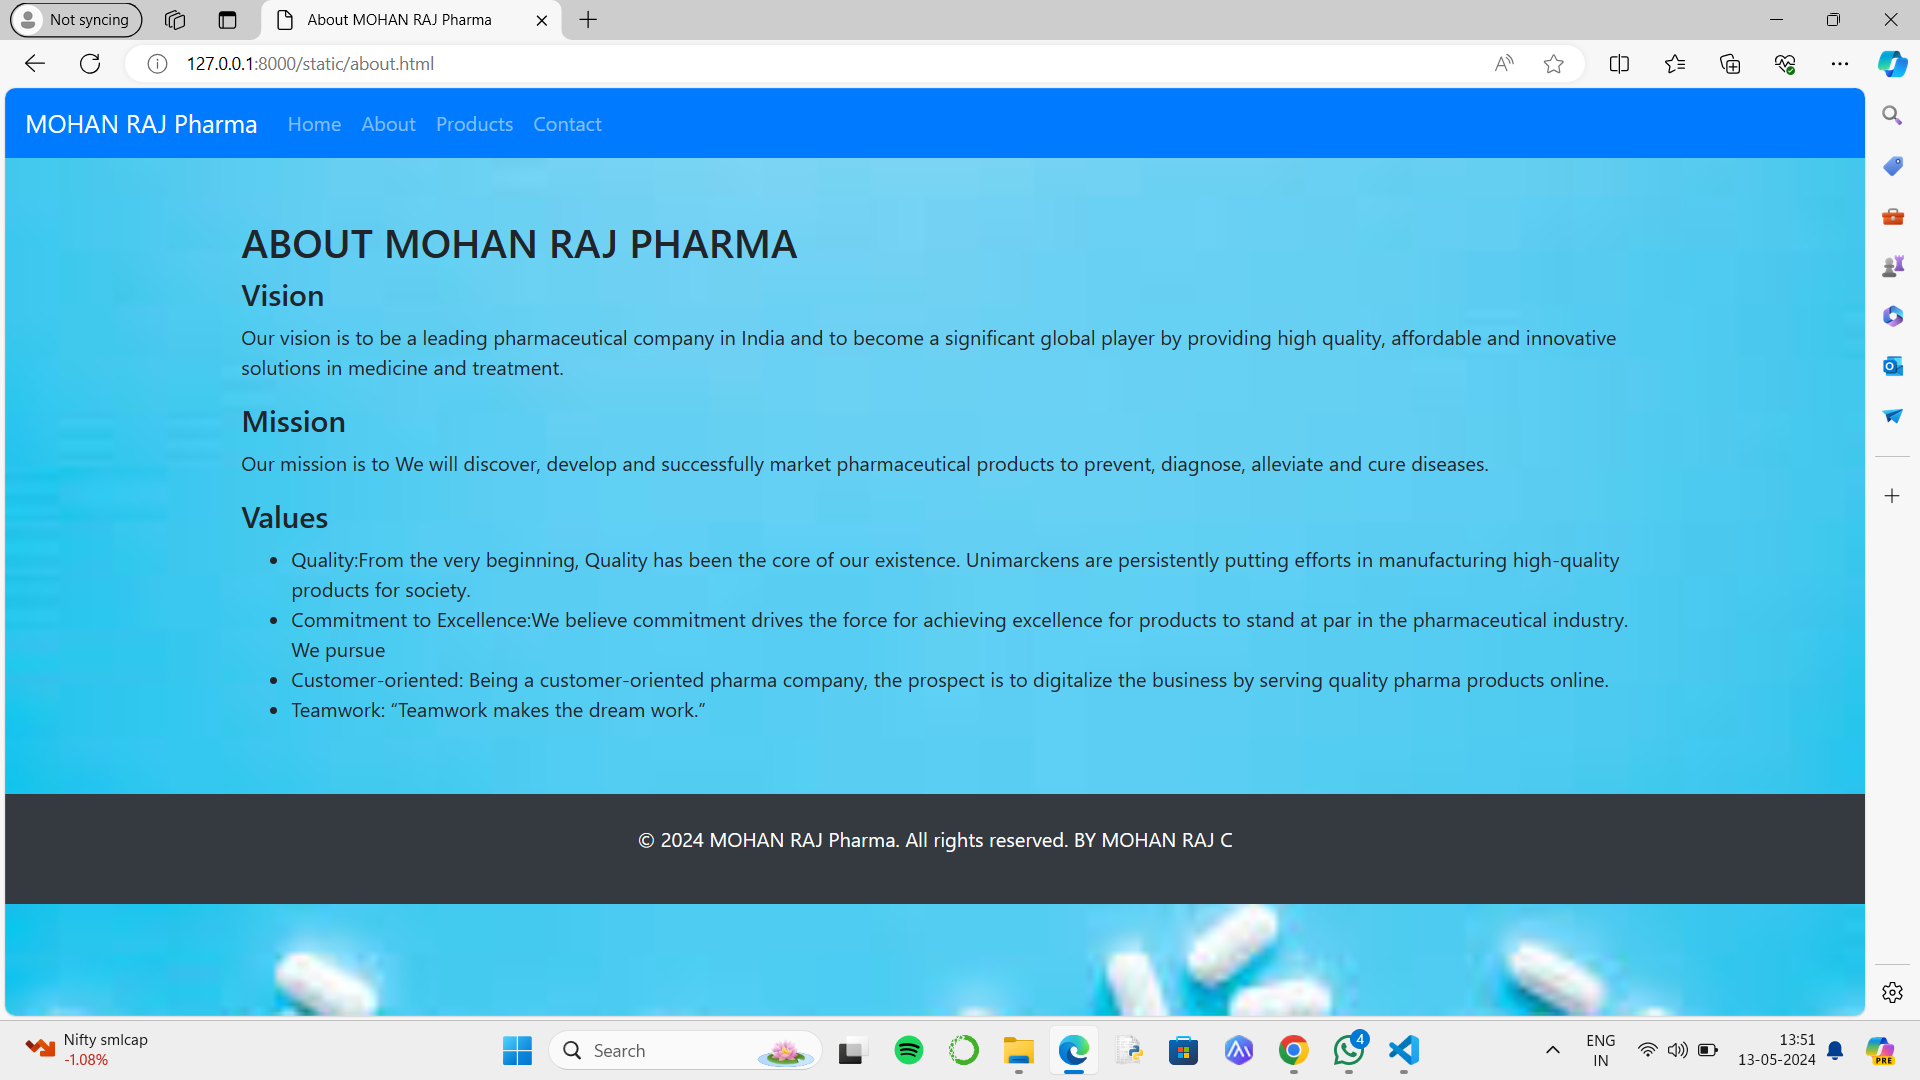 Not syncing
About MOHAN RAJ Pharma
127.0.0.1:8000/static/about.html
MOHAN RAJ Pharma Home About Products Contact
ABOUT MOHAN RAJ PHARMA
Vision
Our vision is to be a leading pharmaceutical company in India and to become a significant global player by providing high quality, affordable and innovative
solutions in medicine and treatment.
Mission
Our mission is to We will discover, develop and successfully market pharmaceutical products to prevent, diagnose, alleviate and cure diseases.
Values
• Quality:From the very beginning, Quality has been the core of our existence. Unimarckens are persistently putting efforts in manufacturing high-quality
products for society.
• Commitment to Excellence:We believe commitment drives the force for achieving excellence for products to stand at par in the pharmaceutical industry.
We pursue
• Customer-oriented: Being a customer-oriented pharma company, the prospect is to digitalize the business by serving quality pharma products online.
• Teamwork: “Teamwork makes the dream work.”
© 2024 MOHAN RAJ Pharma. All rights reserved. BY MOHAN RAJ C
Nifty smlcap
-1.08%
Search
4
ENG
IN
13:51
13-05-2024
PRE